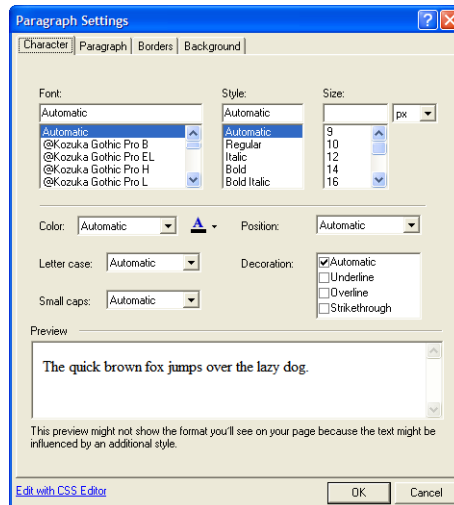 Paragraph Settings
Character Paragraph Borders Background
Font: Style: Size:
Automatic Automatic px
Automatic Automatic 9
@Kozuka Gothic Pro B Regular 10
@Kozuka Gothic Pro EL Italic 12
@Kozuka Gothic Pro H Bold 14
@Kozuka Gothic Pro L Bold Italic 16
Color: Automatic A Position: Automatic
Letter case: Automatic Decoration: Automatic
Underline
Small caps: Automatic Overline
Strikethrough
Preview
The quick brown fox jumps over the lazy dog.
This preview might not show the format you'll see on your page because the text might be
influenced by an additional style.
Edit with CSS Editor OK Cancel